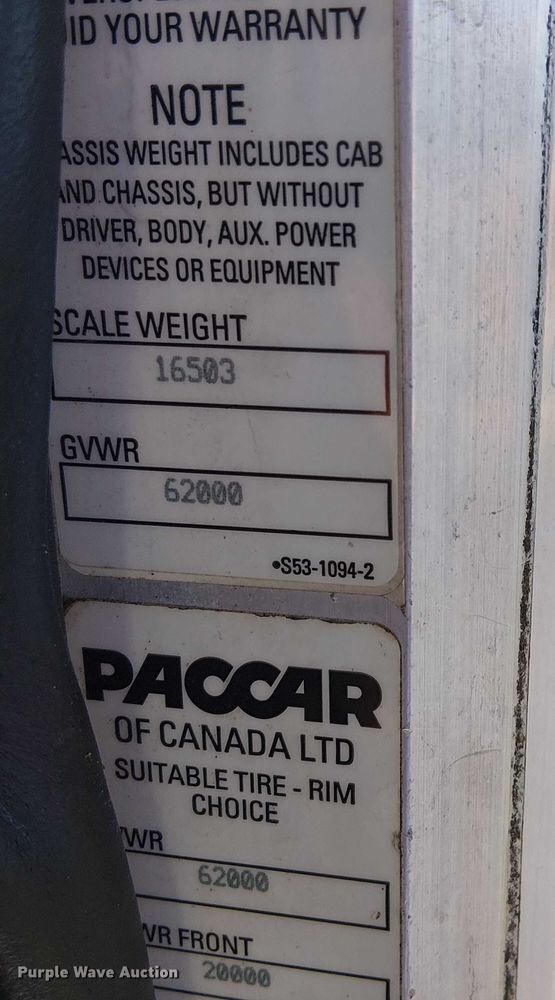 ID YOUR WARRANTY
NOTE
ASSIS WEIGHT INCLUDES CAB
AND CHASSIS, BUT WITHOUT
DRIVER, BODY, AUX. POWER
DEVICES OR EQUIPMENT
SCALE WEIGHT
16503
GVWR
62000
•S53-1094-2
PACCAR
OF CANADA LTD
SUITABLE TIRE - RIM
CHOICE
VWR
62000
WR FRONT
20000
Purple Wave Auction